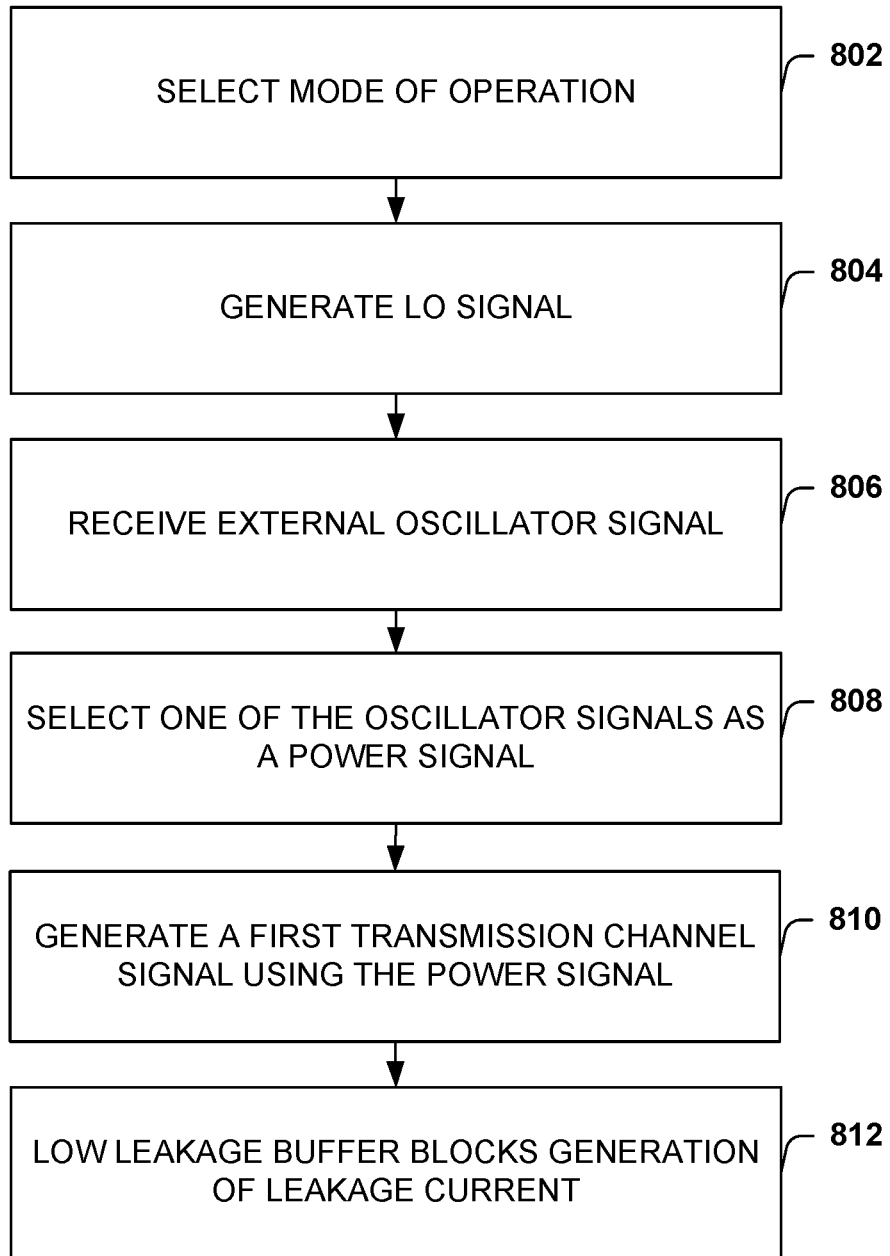 SELECT MODE OF OPERATION
802
GENERATE LO SIGNAL
804
RECEIVE EXTERNAL OSCILLATOR SIGNAL
806
SELECT ONE OF THE OSCILLATOR SIGNALS AS
A POWER SIGNAL
808
GENERATE A FIRST TRANSMISSION CHANNEL
SIGNAL USING THE POWER SIGNAL
810
LOW LEAKAGE BUFFER BLOCKS GENERATION
OF LEAKAGE CURRENT
812